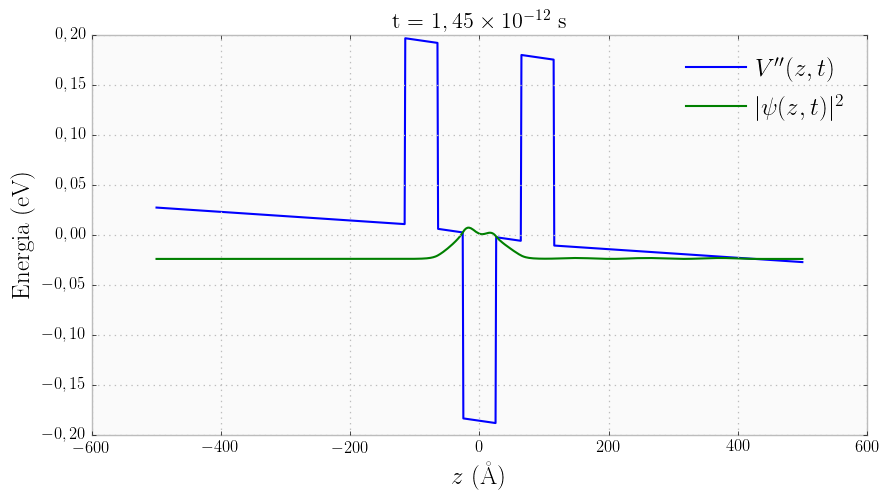 t = 1,45 × 10⁻¹² s
0,20
0,15
0,10
0,05
0,00
−0,05
−0,10
−0,15
−0,20
Energia (eV)
V''(z, t)
|ψ(z, t)|²
−600 −400 −200 0 200 400 600
z (Å)